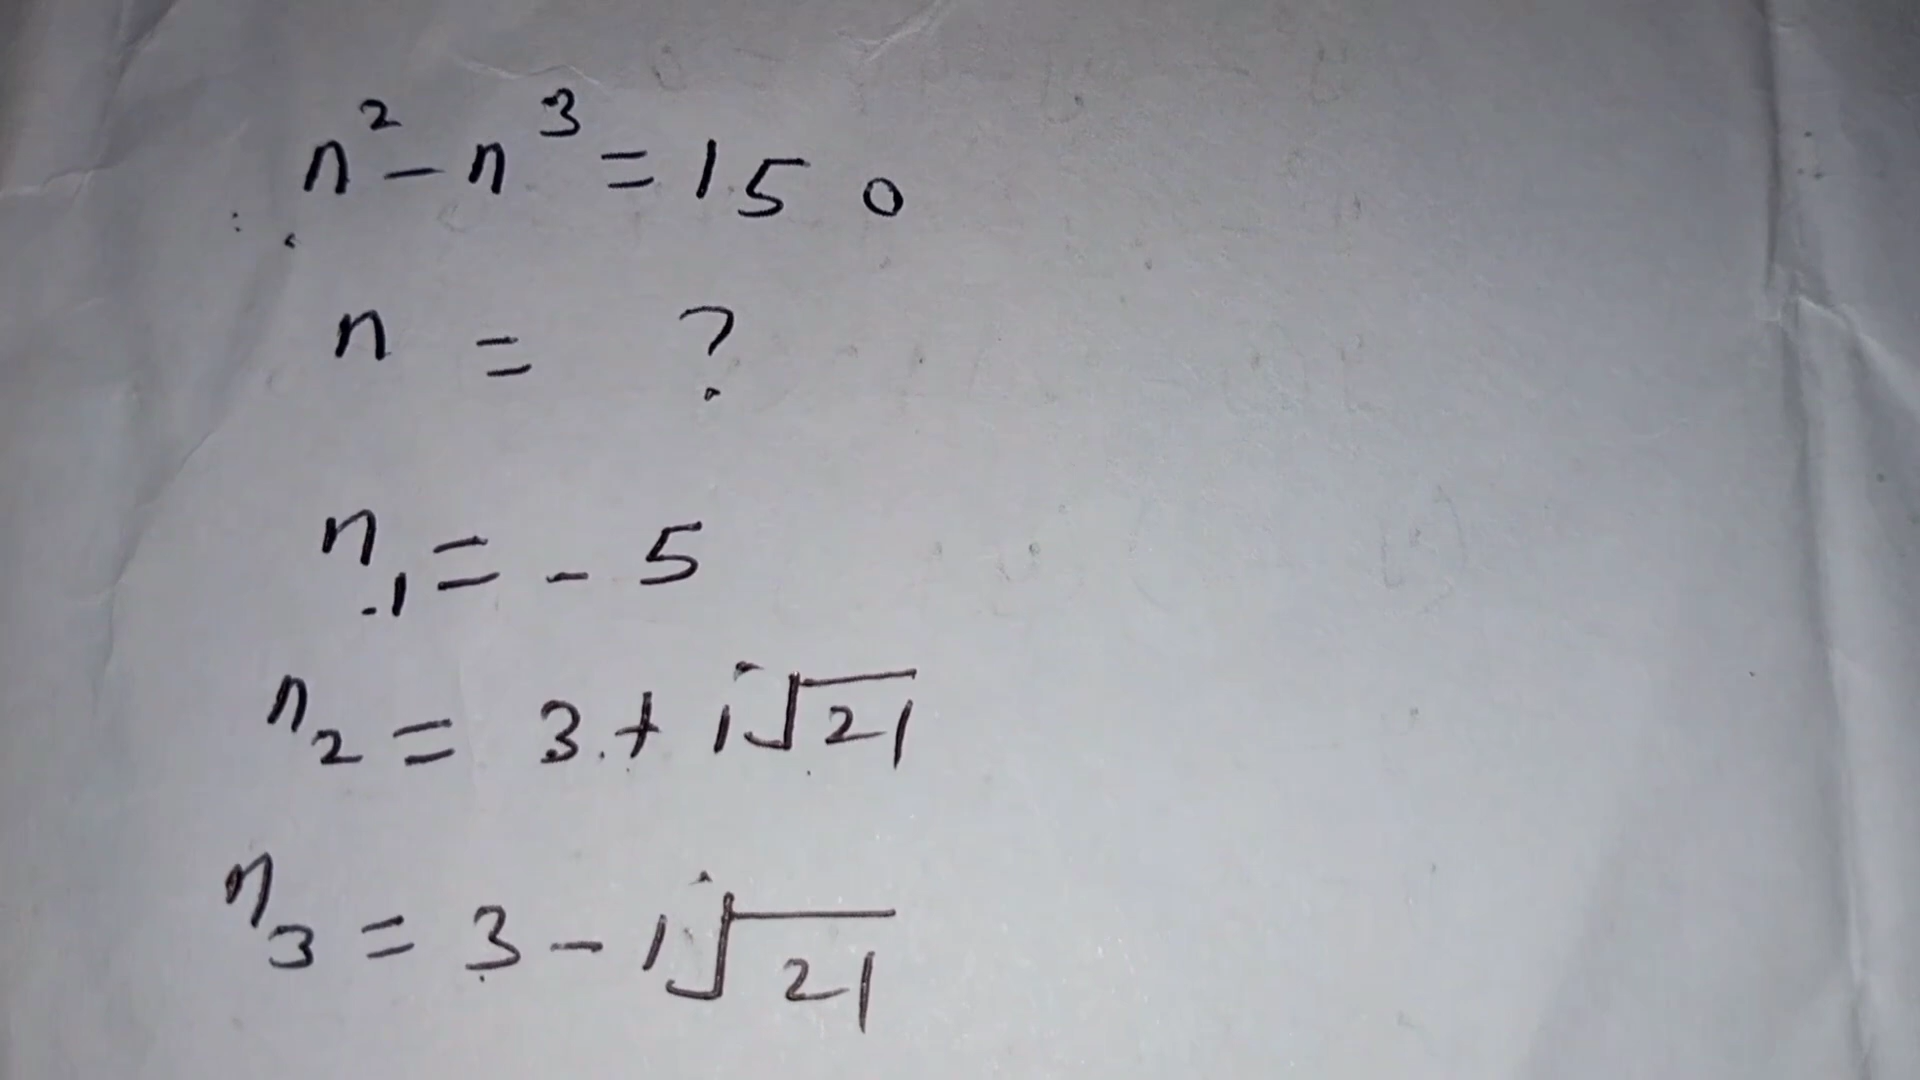 n² - n³ = 150
n = ?
n₁ = - 5
n₂ = 3 + i√21
n₃ = 3 - i√21